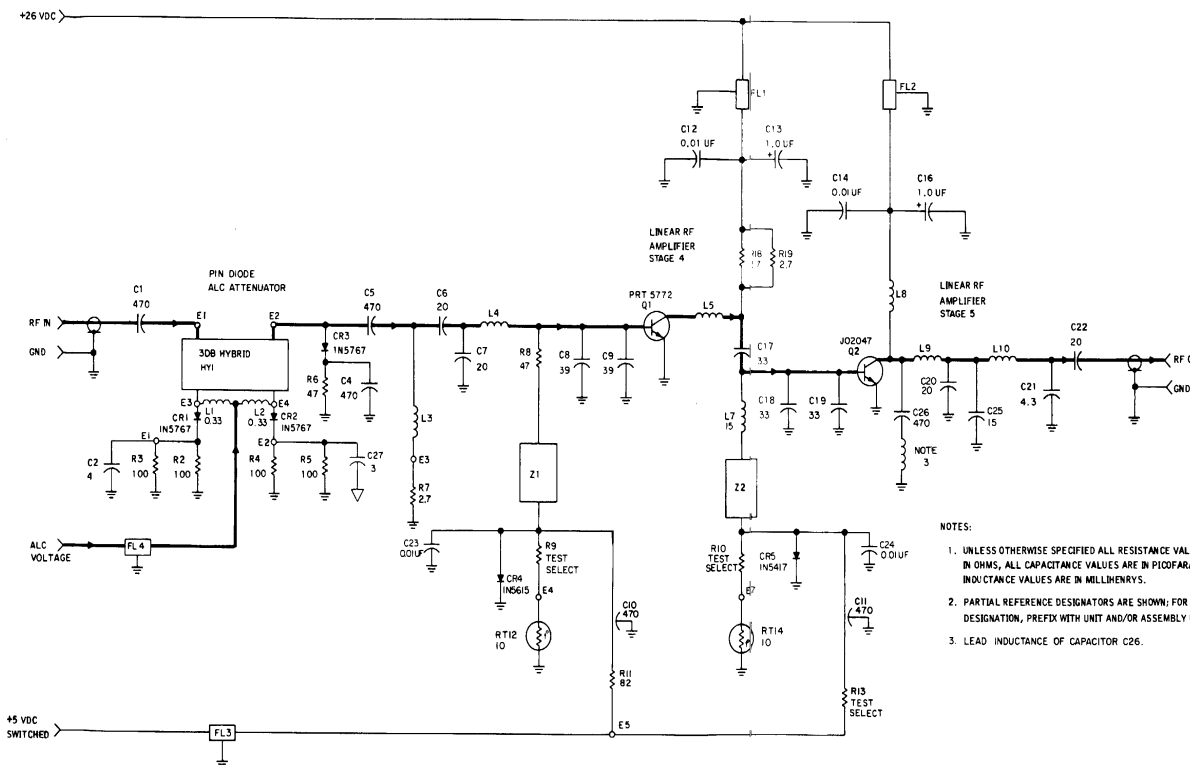 +26 VDC
FL1
FL2
C12
0.01 UF
C13
1.0 UF
+
C14
0.01 UF
C16
1.0 UF
+
LINEAR RF
AMPLIFIER
STAGE 4
R18
R19
2.7
L8
LINEAR RF
AMPLIFIER
STAGE 5
PIN DIODE
ALC ATTENUATOR
C1
470
RF IN
GND
E1
E2
3DB HYBRID
HY1
C5
470
C6
20
L4
PRT 5772
Q1
L5
CR3
1N5767
R6
47
C4
470
C7
20
R8
47
C8
39
C9
39
C17
33
JO2047
Q2
L9
L10
C22
20
RF O
GND
C18
33
C19
33
C20
20
C25
15
C21
4.3
C26
470
NOTE
3
E3
L1
0.33
L2
0.33
E4
CR1
1N5767
CR2
1N5767
E1
E2
C2
4
R3
100
R2
100
R4
100
R5
100
C27
3
L3
E3
R7
2.7
L7
15
Z1
Z2
ALC
VOLTAGE
FL4
C23
0.01UF
CR4
1N5615
R9
TEST
SELECT
E4
RT12
10
C10
470
R11
82
R10
TEST
SELECT
E7
RT14
10
CR5
1N5417
C24
0.01UF
C11
470
R13
TEST
SELECT
+5 VDC
SWITCHED
FL3
E5
NOTES:
1. UNLESS OTHERWISE SPECIFIED ALL RESISTANCE VAL
IN OHMS, ALL CAPACITANCE VALUES ARE IN PICOFARA
INDUCTANCE VALUES ARE IN MILLIHENRYS.
2. PARTIAL REFERENCE DESIGNATORS ARE SHOWN; FOR
DESIGNATION, PREFIX WITH UNIT AND/OR ASSEMBLY
3. LEAD INDUCTANCE OF CAPACITOR C26.